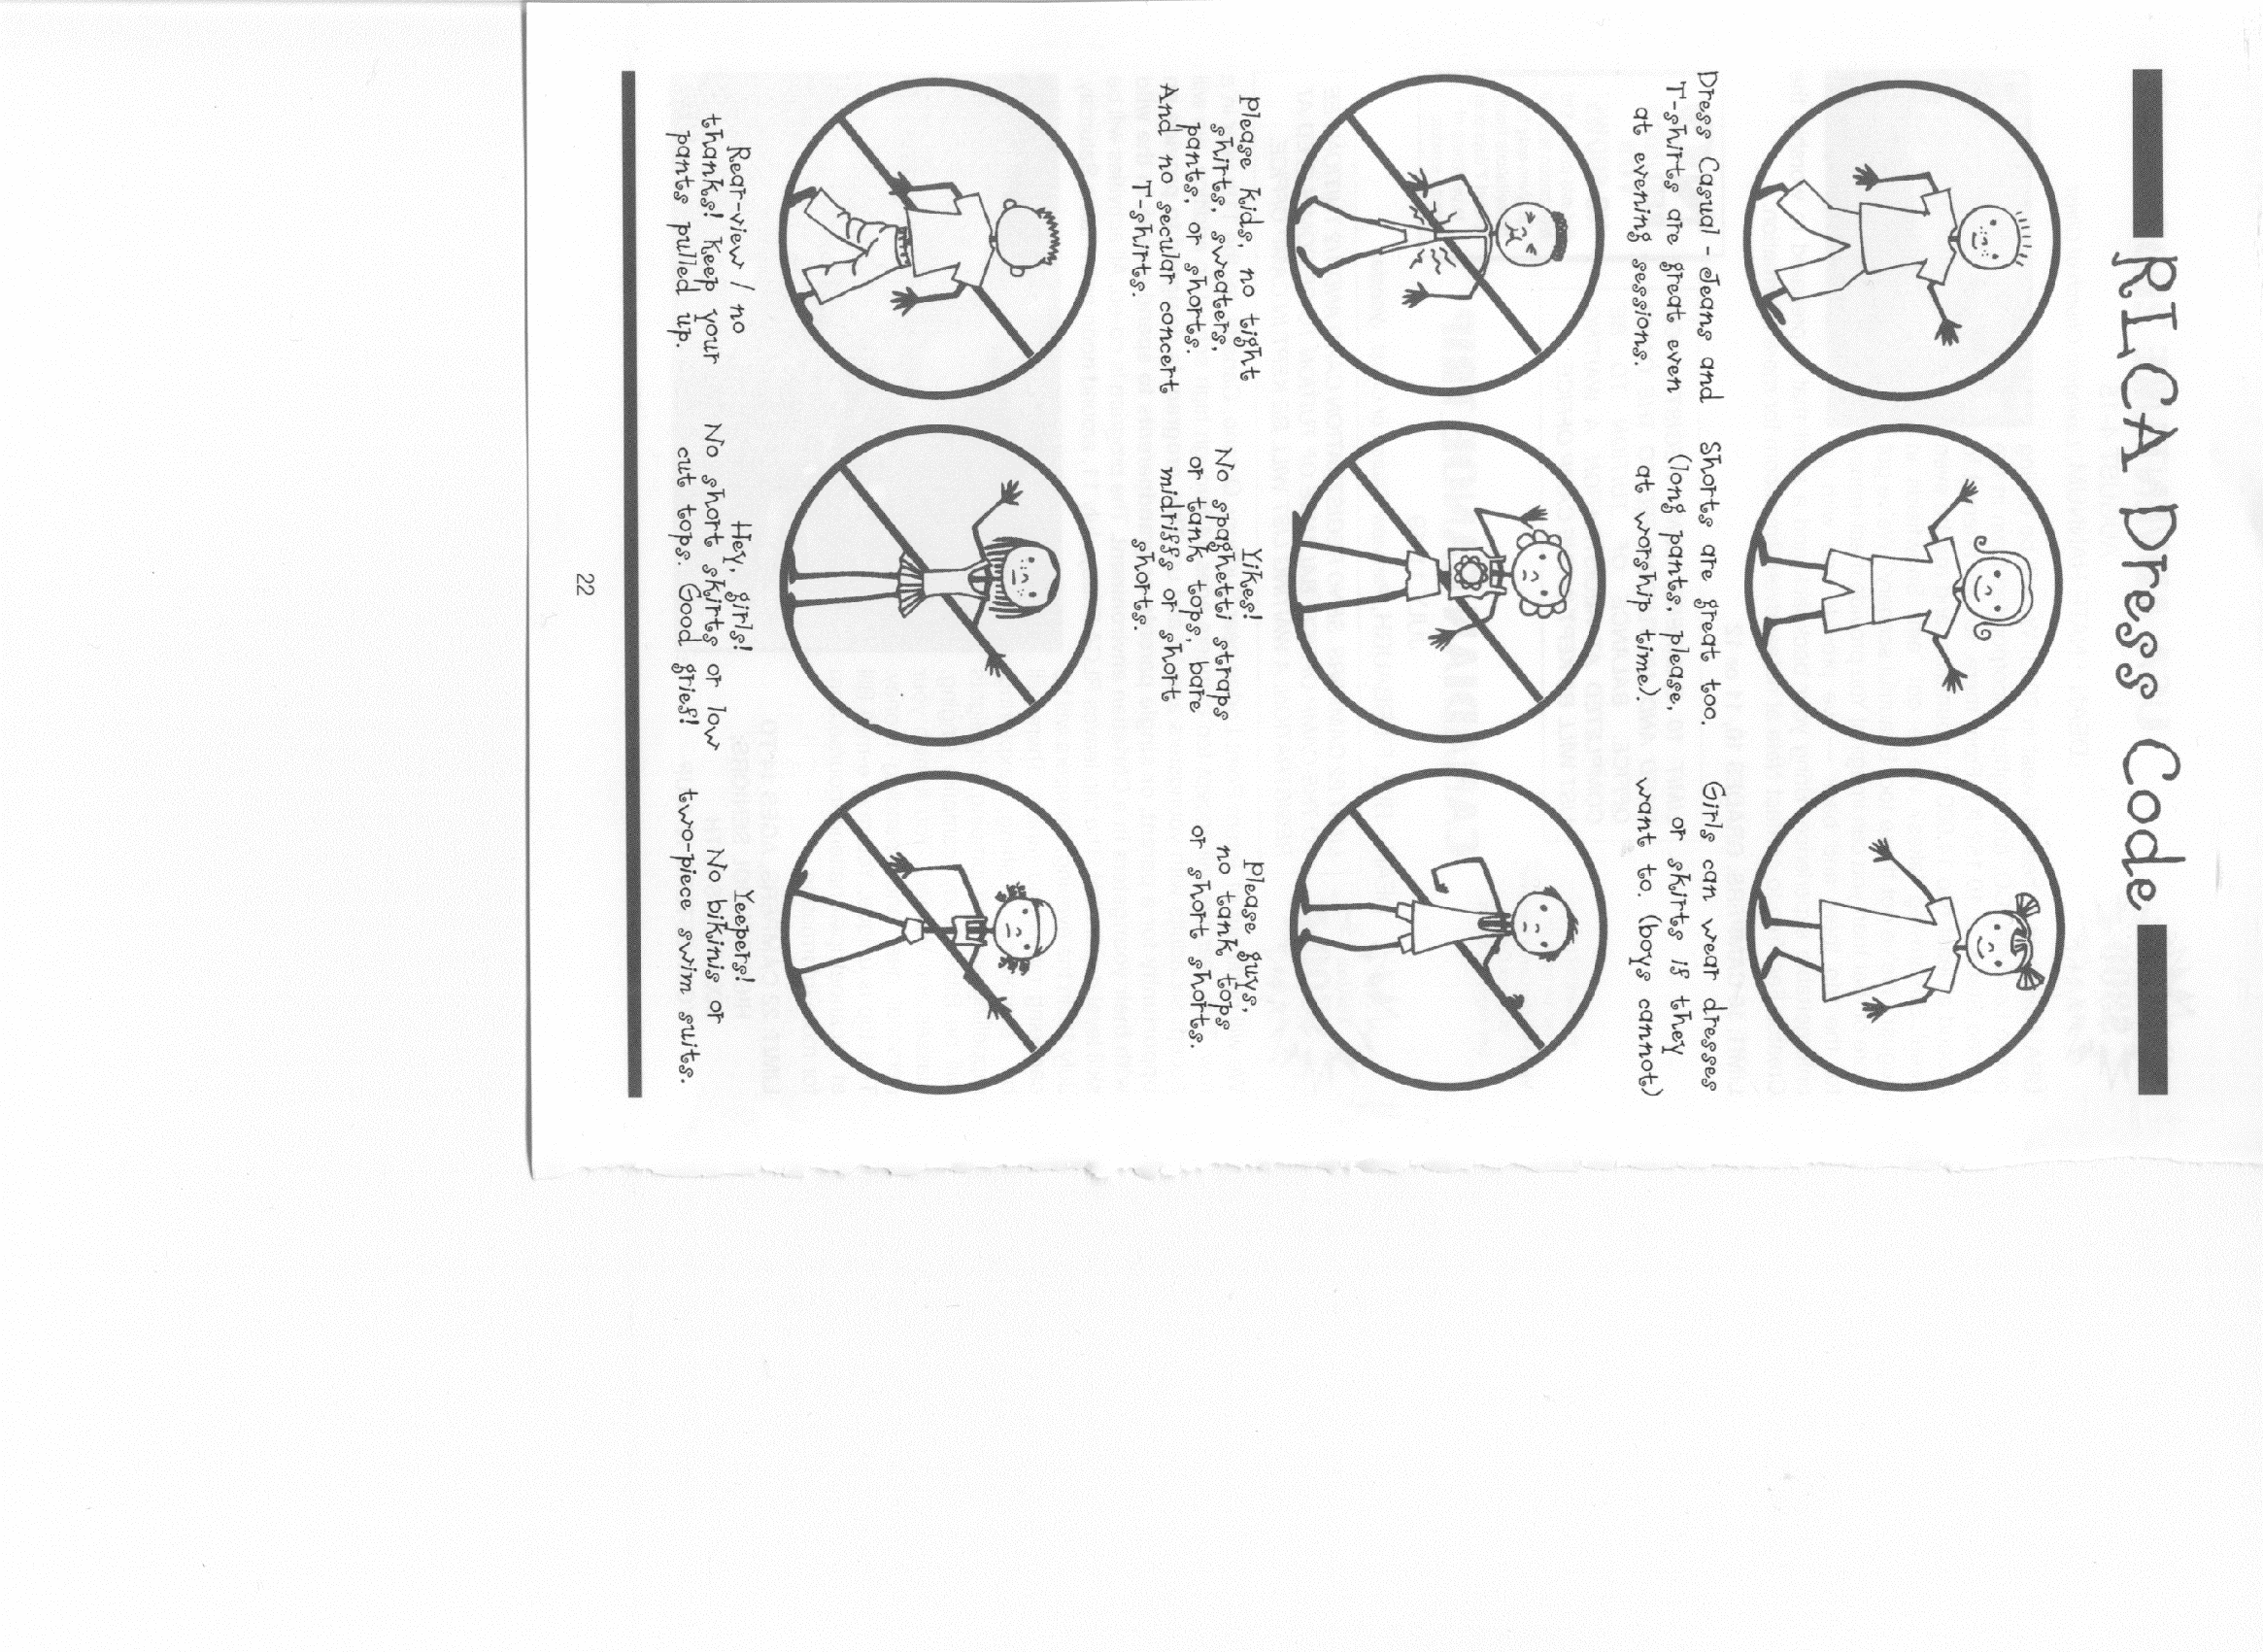 RLCA Dress Code
Dress Casual - Jeans and
T-shirts are great even
at evening sessions.
Shorts are great too.
(long pants, please,
at worship time).
Girls can wear dresses
or skirts if they
want to. (boys cannot)
Please kids, no tight
shirts, sweaters,
pants, or shorts.
And no secular concert
T-shirts.
Yikes!
No spaghetti straps
or tank tops, bare
midriffs or short
shorts.
Please guys,
no tank tops
or short shorts.
Rear-view / no
thanks! Keep your
pants pulled up.
Hey, girls!
No short skirts or low
cut tops. Good grief!
Yeepers!
No bikinis or
two-piece swim suits.
22